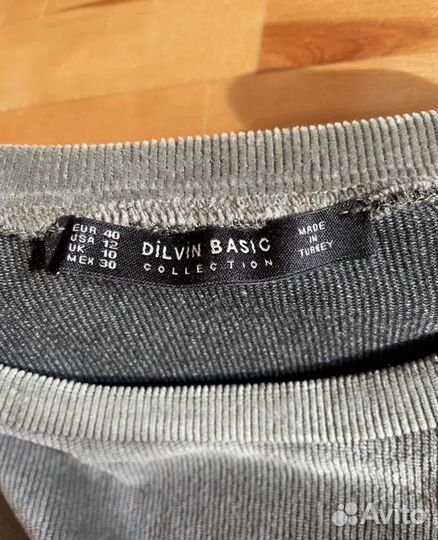 EUR 40
USA 12
UK 10
MEX 30
DİLVİN BASIC
COLLECTION
MADE
IN
TURKEY
Avito